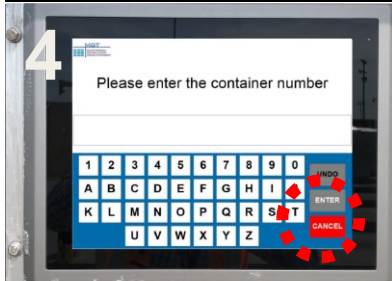 4
Please enter the container number
1 2 3 4 5 6 7 8 9 0 UNDO
A B C D E F G H I
ENTER
K L M N O P Q R S T
CANCEL
U V W X Y Z